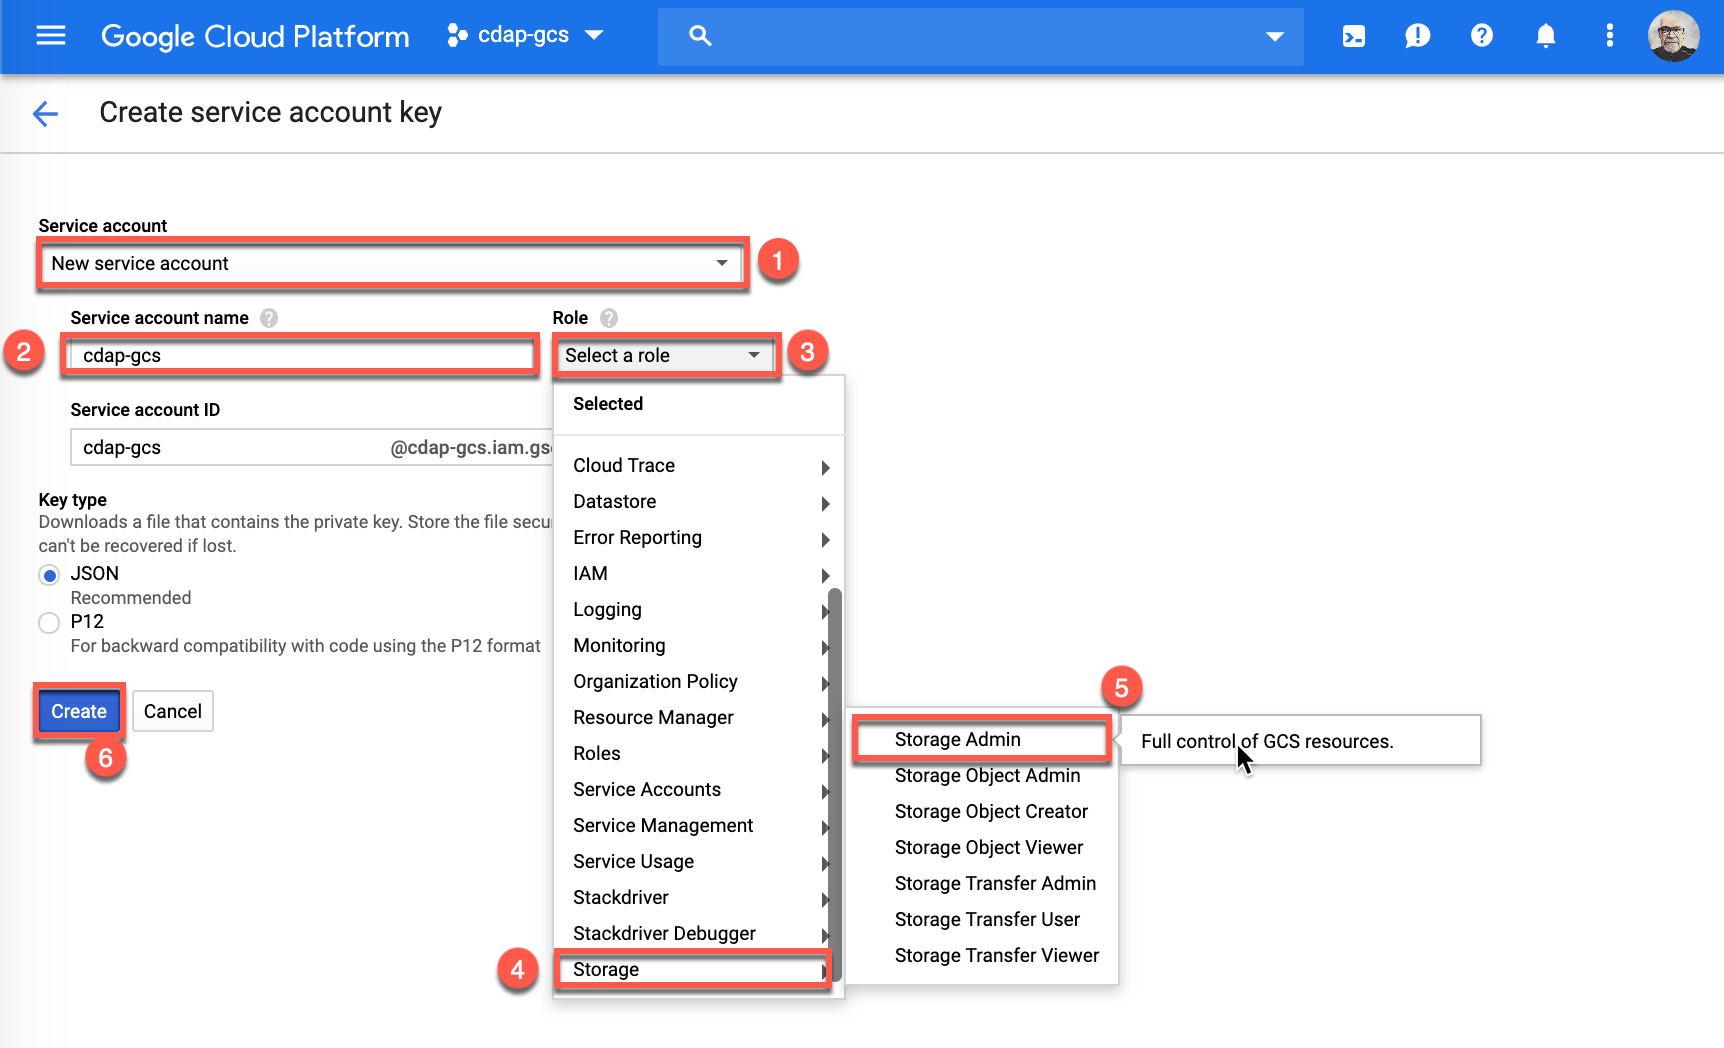 Google Cloud Platform
cdap-gcs
Create service account key
Service account
New service account
1
Service account name
Role
2
cdap-gcs
Select a role
3
Service account ID
cdap-gcs
@cdap-gcs.iam.gs
Key type
Downloads a file that contains the private key. Store the file secu
can't be recovered if lost.
JSON
Recommended
P12
For backward compatibility with code using the P12 format
Create
Cancel
6
Selected
Cloud Trace
Datastore
Error Reporting
IAM
Logging
Monitoring
Organization Policy
Resource Manager
Roles
Service Accounts
Service Management
Service Usage
Stackdriver
Stackdriver Debugger
4
Storage
5
Storage Admin
Full control of GCS resources.
Storage Object Admin
Storage Object Creator
Storage Object Viewer
Storage Transfer Admin
Storage Transfer User
Storage Transfer Viewer